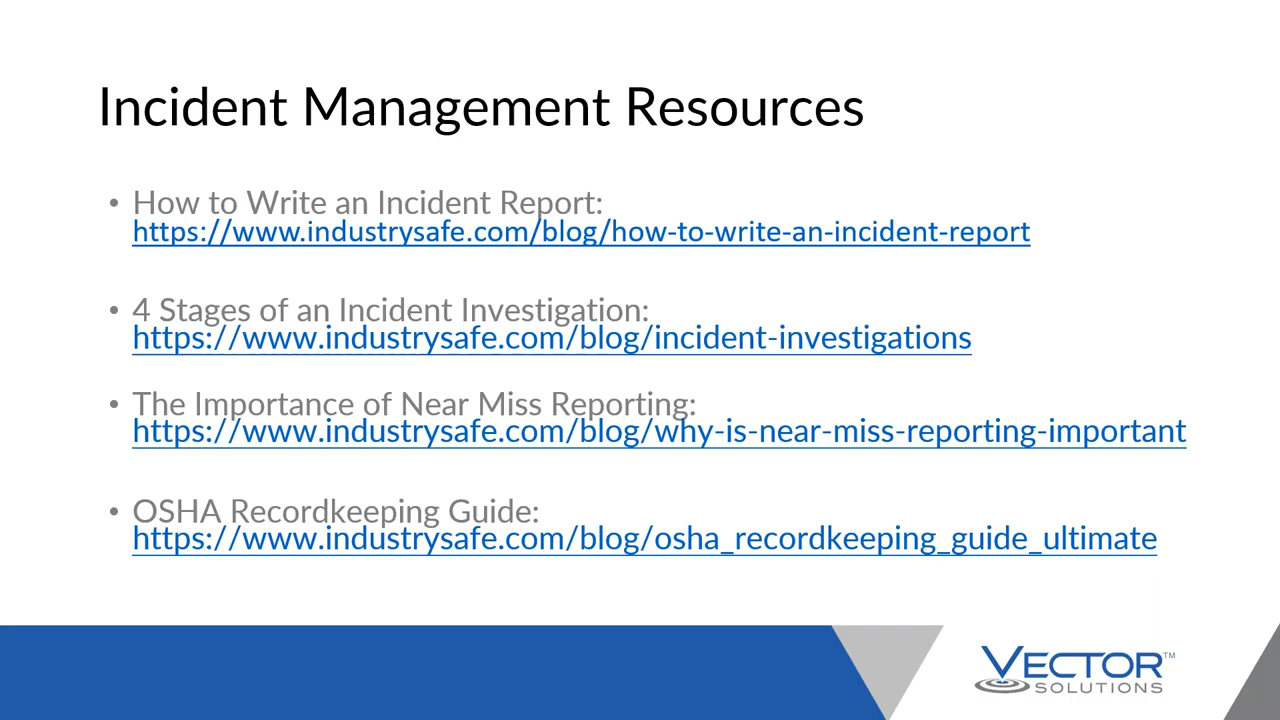 Incident Management Resources
• How to Write an Incident Report:
https://www.industrysafe.com/blog/how-to-write-an-incident-report
• 4 Stages of an Incident Investigation:
https://www.industrysafe.com/blog/incident-investigations
• The Importance of Near Miss Reporting:
https://www.industrysafe.com/blog/why-is-near-miss-reporting-important
• OSHA Recordkeeping Guide:
https://www.industrysafe.com/blog/osha_recordkeeping_guide_ultimate
VECTOR™
SOLUTIONS